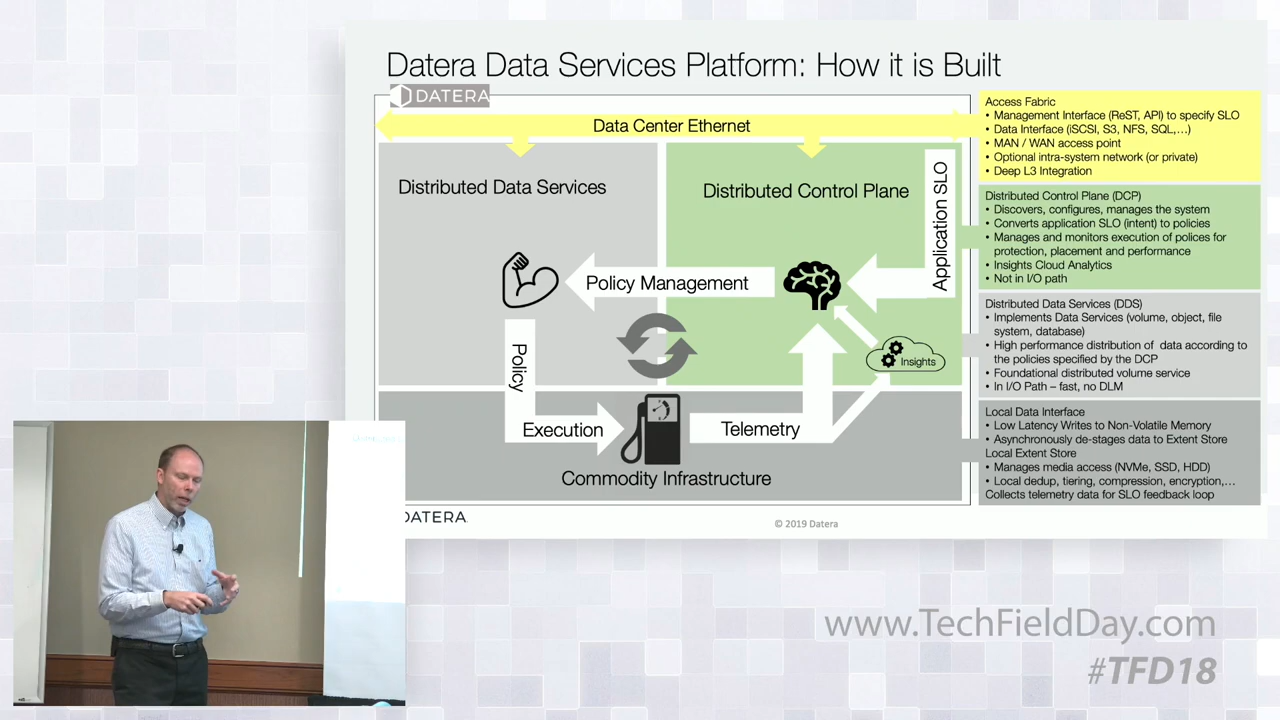 Datera Data Services Platform: How it is Built
DATERA
Data Center Ethernet
Distributed Data Services
Distributed Control Plane
Application SLO
Policy Management
Insights
Policy
Execution
Telemetry
Commodity Infrastructure
Access Fabric
• Management Interface (ReST, API) to specify SLO
• Data Interface (iSCSI, S3, NFS, SQL,...)
• MAN / WAN access point
• Optional intra-system network (or private)
• Deep L3 Integration
Distributed Control Plane (DCP)
• Discovers, configures, manages the system
• Converts application SLO (intent) to policies
• Manages and monitors execution of polices for
protection, placement and performance
• Insights Cloud Analytics
• Not in I/O path
Distributed Data Services (DDS)
• Implements Data Services (volume, object, file
system, database)
• High performance distribution of data according to
the policies specified by the DCP
• Foundational distributed volume service
• In I/O Path – fast, no DLM
Local Data Interface
• Low Latency Writes to Non-Volatile Memory
• Asynchronously de-stages data to Extent Store
Local Extent Store
• Manages media access (NVMe, SSD, HDD)
• Local dedup, tiering, compression, encryption,...
Collects telemetry data for SLO feedback loop
DATERA
© 2019 Datera
www.TechFieldDay.com
#TFD18